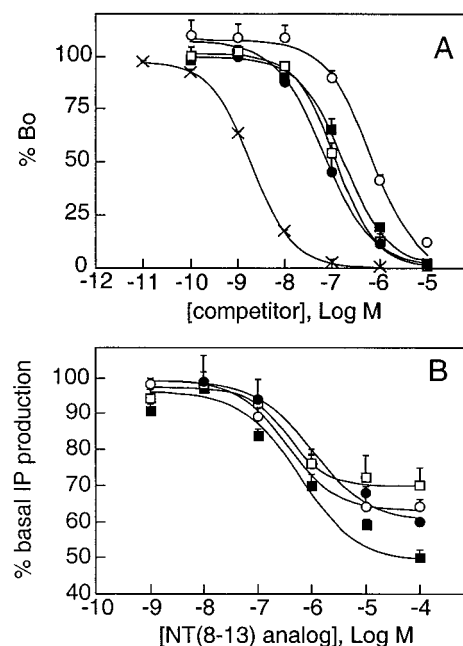 A
100
75
50
25
0
% Bo
-12 -11 -10 -9 -8 -7 -6 -5 -4
[competitor], Log M
B
100
90
80
70
60
50
40
% basal IP production
-10 -9 -8 -7 -6 -5 -4
[NT(8-13) analog], Log M